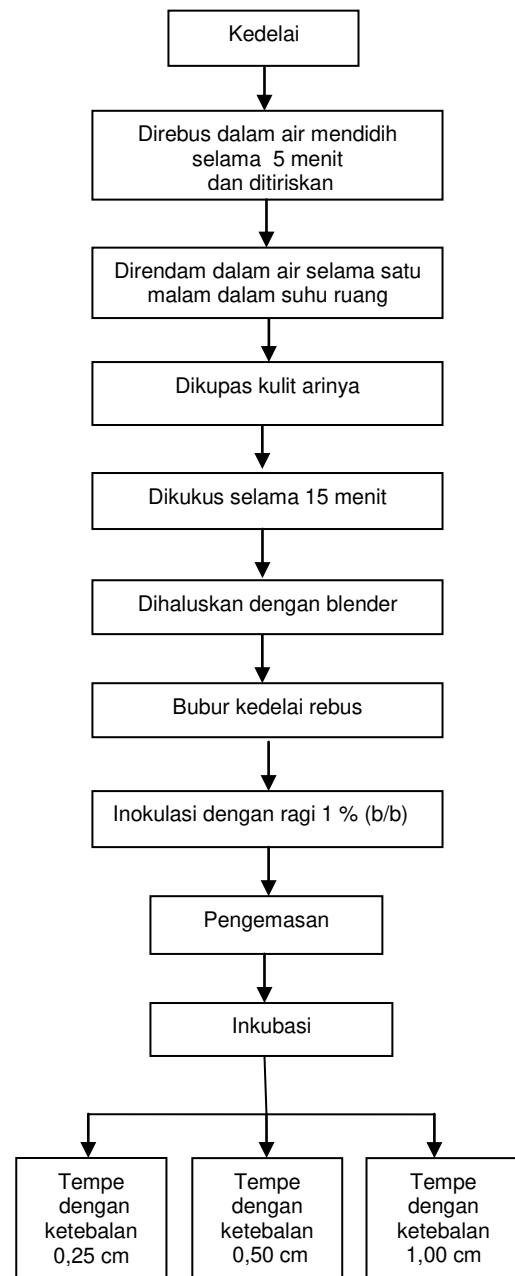 Kedelai
Direbus dalam air mendidih
selama 5 menit
dan ditiriskan
Direndam dalam air selama satu
malam dalam suhu ruang
Dikupas kulit arinya
Dikukus selama 15 menit
Dihaluskan dengan blender
Bubur kedelai rebus
Inokulasi dengan ragi 1 % (b/b)
Pengemasan
Inkubasi
Tempe
dengan
ketebalan
0,25 cm
Tempe
dengan
ketebalan
0,50 cm
Tempe
dengan
ketebalan
1,00 cm